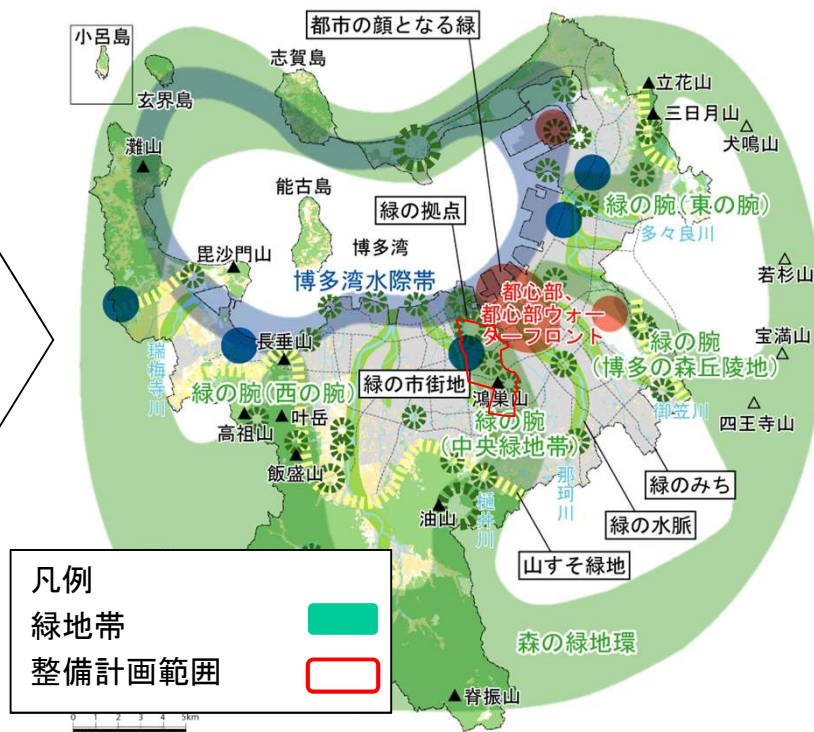 小呂島
玄界島
志賀島
都市の顔となる緑
立花山
三日月山
犬鳴山
灘山
能古島
緑の拠点
緑の腕(東の腕)
多々良川
博多湾
毘沙門山
博多湾水際帯
若杉山
都心部、
都心部ウォー
ターフロント
宝満山
緑の腕
(博多の森丘陵地)
長垂山
瑞梅寺川
緑の腕(西の腕)
緑の市街地
鴻巣山
御笠川
四王寺山
高祖山
叶岳
飯盛山
緑の腕
(中央緑地帯)
那珂川
緑のみち
緑の水脈
油山
樋井川
山すそ緑地
凡例
緑地帯
整備計画範囲
森の緑地環
脊振山
0 1 2 3 4 5km